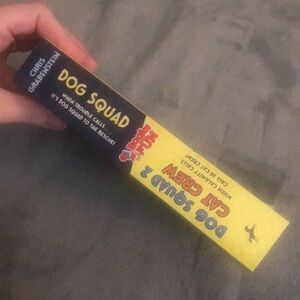 CHRIS
GRABENSTEIN
DOG SQUAD
WHEN TROUBLE CALLS
IT'S DOG SQUAD TO THE RESCUE!
DOG SQUAD 2
CAT CREW
WHEN CALAMITY CALLS
CALL IN CAT CREW!